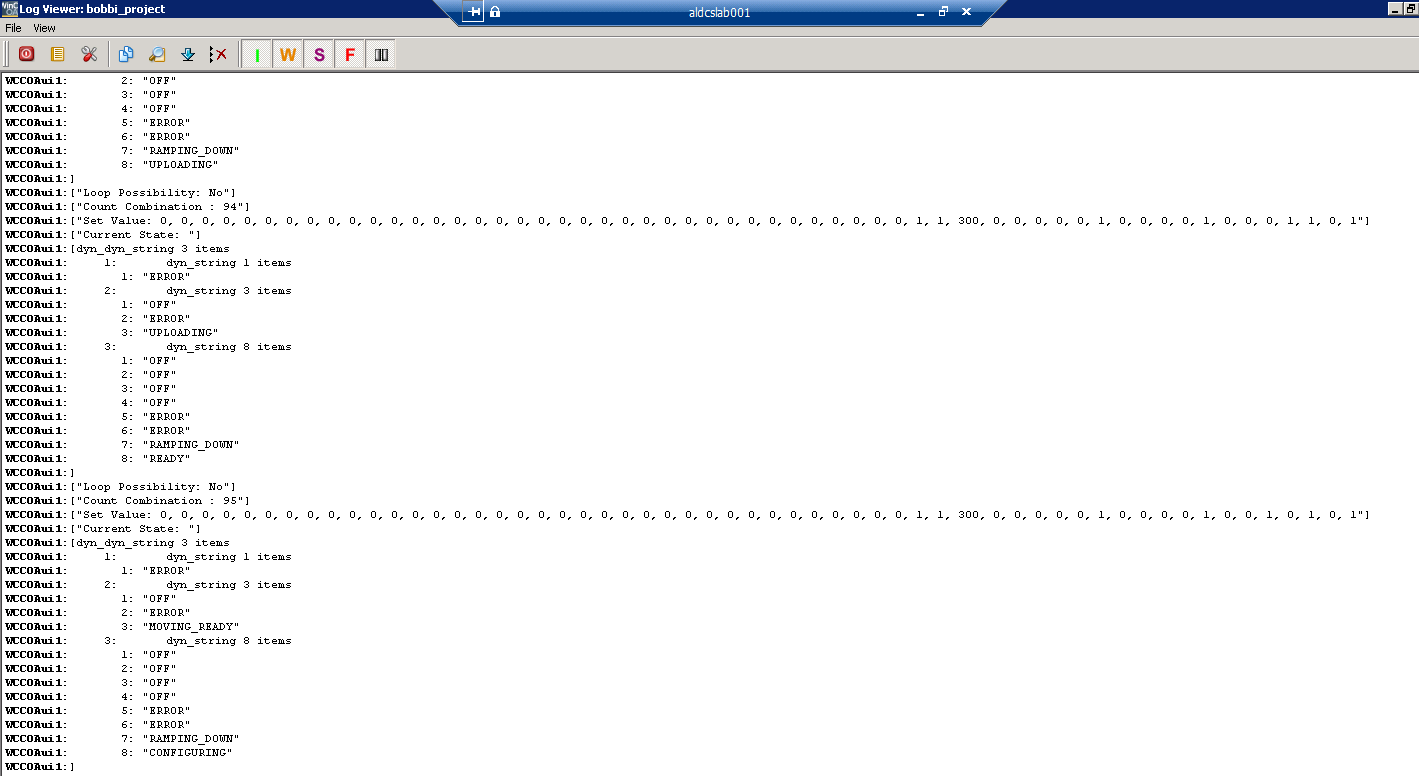 Log Viewer: bobbi_project
aldcslab001
File View
I W S F
WCCOAui1: 2: "OFF"
WCCOAui1: 3: "OFF"
WCCOAui1: 4: "OFF"
WCCOAui1: 5: "ERROR"
WCCOAui1: 6: "ERROR"
WCCOAui1: 7: "RAMPING_DOWN"
WCCOAui1: 8: "UPLOADING"
WCCOAui1:]
WCCOAui1:["Loop Possibility: No"]
WCCOAui1:["Count Combination : 94"]
WCCOAui1:["Set Value: 0, 0, 0, 0, 0, 0, 0, 0, 0, 0, 0, 0, 0, 0, 0, 0, 0, 0, 0, 0, 0, 0, 0, 0, 0, 0, 0, 0, 0, 0, 0, 0, 0, 0, 0, 0, 1, 1, 300, 0, 0, 0, 0, 0, 1, 0, 0, 0, 0, 1, 0, 0, 0, 1, 1, 0, 1"]
WCCOAui1:["Current State: "]
WCCOAui1:[dyn_dyn_string 3 items
WCCOAui1: 1: dyn_string 1 items
WCCOAui1: 1: "ERROR"
WCCOAui1: 2: dyn_string 3 items
WCCOAui1: 1: "OFF"
WCCOAui1: 2: "ERROR"
WCCOAui1: 3: "UPLOADING"
WCCOAui1: 3: dyn_string 8 items
WCCOAui1: 1: "OFF"
WCCOAui1: 2: "OFF"
WCCOAui1: 3: "OFF"
WCCOAui1: 4: "OFF"
WCCOAui1: 5: "ERROR"
WCCOAui1: 6: "ERROR"
WCCOAui1: 7: "RAMPING_DOWN"
WCCOAui1: 8: "READY"
WCCOAui1:]
WCCOAui1:["Loop Possibility: No"]
WCCOAui1:["Count Combination : 95"]
WCCOAui1:["Set Value: 0, 0, 0, 0, 0, 0, 0, 0, 0, 0, 0, 0, 0, 0, 0, 0, 0, 0, 0, 0, 0, 0, 0, 0, 0, 0, 0, 0, 0, 0, 0, 0, 0, 0, 0, 0, 1, 1, 300, 0, 0, 0, 0, 0, 1, 0, 0, 0, 0, 1, 0, 0, 1, 0, 1, 0, 1"]
WCCOAui1:["Current State: "]
WCCOAui1:[dyn_dyn_string 3 items
WCCOAui1: 1: dyn_string 1 items
WCCOAui1: 1: "ERROR"
WCCOAui1: 2: dyn_string 3 items
WCCOAui1: 1: "OFF"
WCCOAui1: 2: "ERROR"
WCCOAui1: 3: "MOVING_READY"
WCCOAui1: 3: dyn_string 8 items
WCCOAui1: 1: "OFF"
WCCOAui1: 2: "OFF"
WCCOAui1: 3: "OFF"
WCCOAui1: 4: "OFF"
WCCOAui1: 5: "ERROR"
WCCOAui1: 6: "ERROR"
WCCOAui1: 7: "RAMPING_DOWN"
WCCOAui1: 8: "CONFIGURING"
WCCOAui1:]